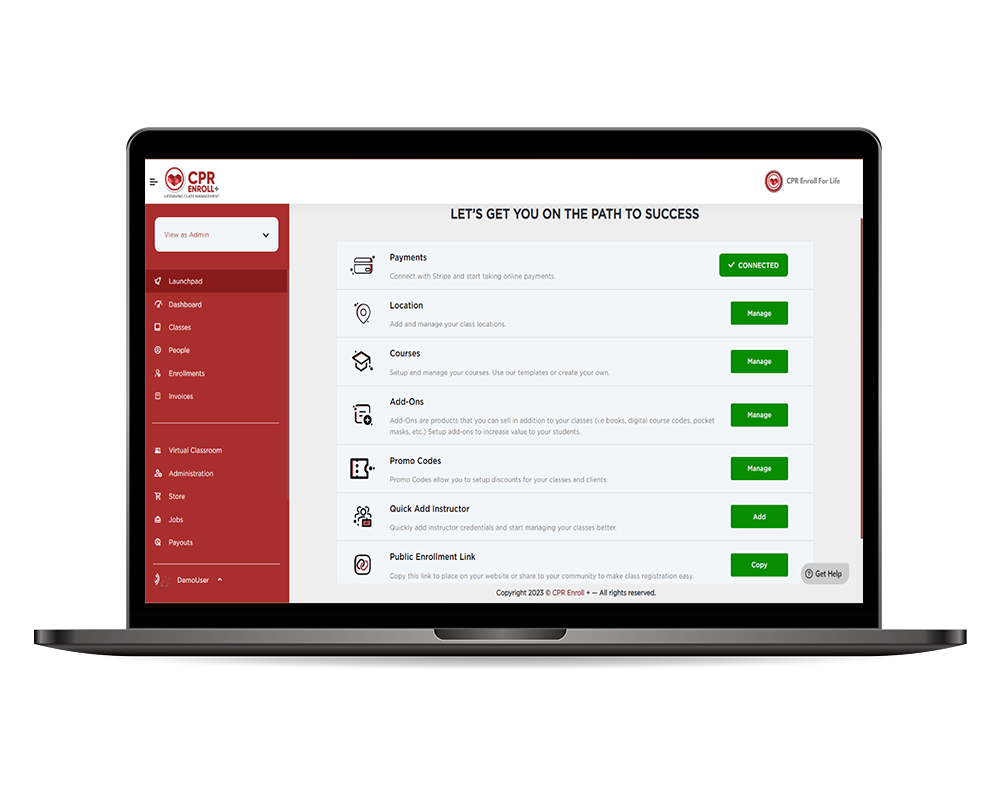 CPR
ENROLL+
LIFESAVING CLASS MANAGEMENT
CPR Enroll For Life
View as Admin
Launchpad
Dashboard
Classes
People
Enrollments
Invoices
Virtual Classroom
Administration
Store
Jobs
Payouts
DemoUser
LET'S GET YOU ON THE PATH TO SUCCESS
Payments
Connect with Stripe and start taking online payments.
CONNECTED
Location
Add and manage your class locations.
Manage
Courses
Setup and manage your courses. Use our templates or create your own.
Manage
Add-Ons
Add-Ons are products that you can sell in addition to your classes (i.e books, digital course codes, pocket
masks, etc.) Setup add-ons to increase value to your students.
Manage
Promo Codes
Promo Codes allow you to setup discounts for your classes and clients.
Manage
Quick Add Instructor
Quickly add instructor credentials and start managing your classes better.
Add
Public Enrollment Link
Copy this link to place on your website or share to your community to make class registration easy.
Copy
Get Help
Copyright 2023 © CPR Enroll + — All rights reserved.